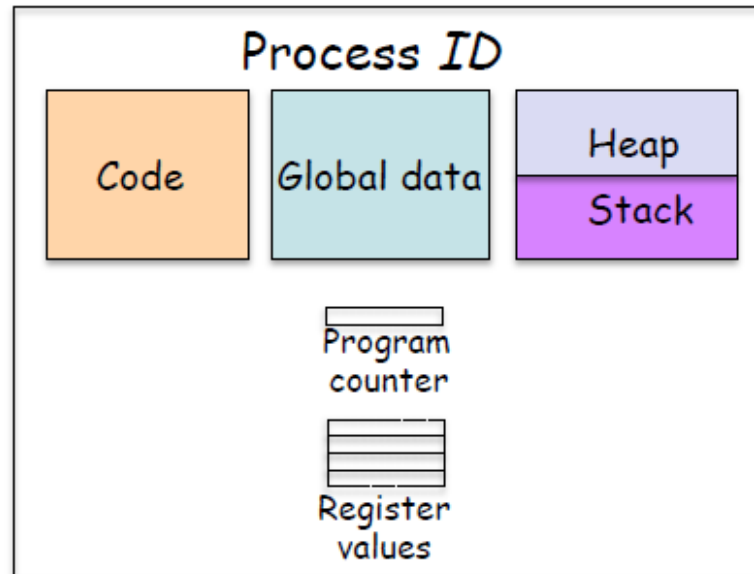 Process ID
Code
Global data
Heap
Stack
Program
counter
Register
values